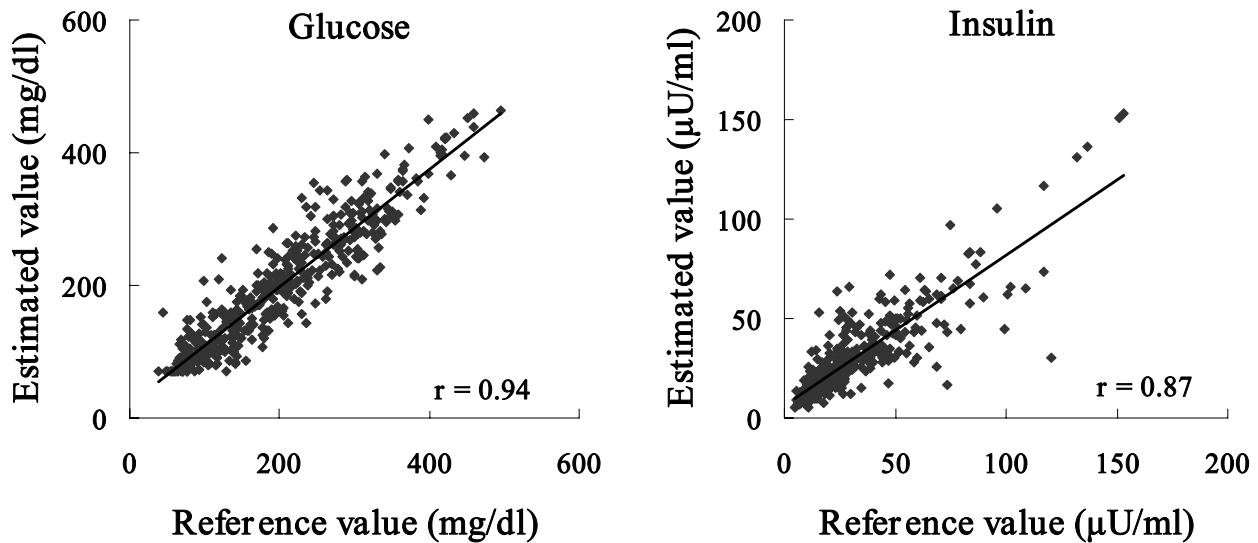 Glucose
Estimated value (mg/dl)
600
400
200
0
r = 0.94
0 200 400 600
Reference value (mg/dl)
Insulin
Estimated value (μU/ml)
200
150
100
50
0
r = 0.87
0 50 100 150 200
Reference value (μU/ml)